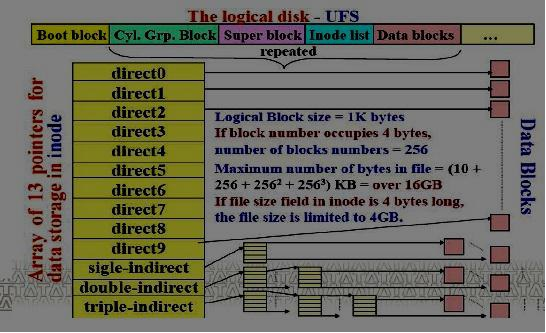 The logical disk - UFS
Boot block Cyl. Grp. Block Super block Inode list Data blocks ...
repeated
Array of 13 pointers for
data storage in inode
direct0
direct1
direct2
direct3
direct4
direct5
direct6
direct7
direct8
direct9
sigle-indirect
double-indirect
triple-indirect
Logical Block size = 1K bytes
If block number occupies 4 bytes,
number of blocks numbers = 256
Maximum number of bytes in file = (10 +
256 + 256² + 256³) KB = over 16GB
If file size field in inode is 4 bytes long,
the file size is limited to 4GB.
Data Blocks